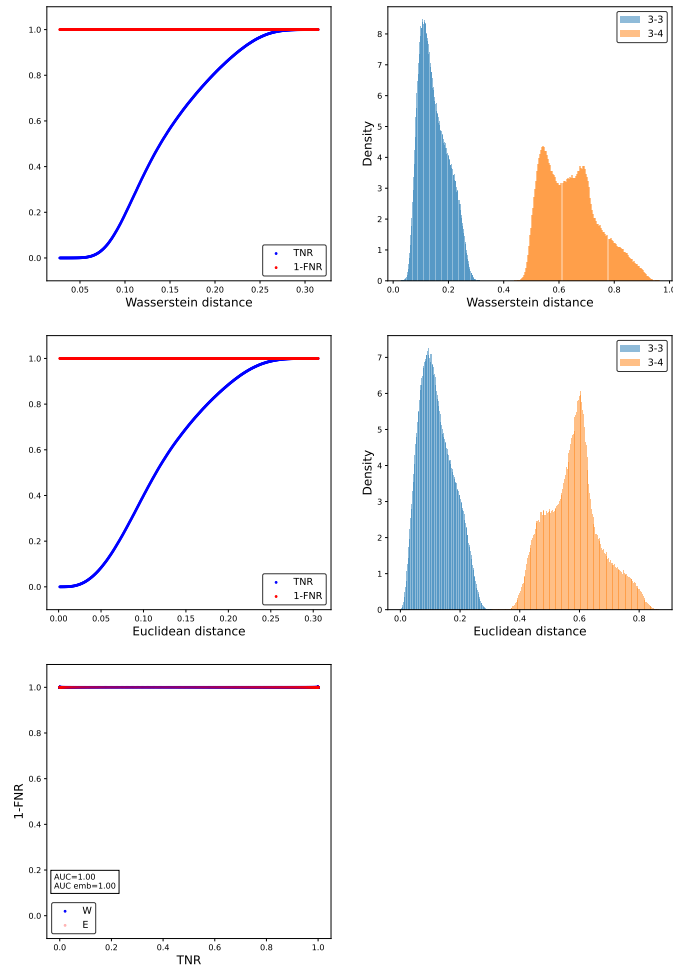 1.0
0.8
0.6
0.4
0.2
0.0
TNR
1-FNR
0.05 0.10 0.15 0.20 0.25 0.30
Wasserstein distance
Density
8
7
6
5
4
3
2
1
0
3-3
3-4
0.0 0.2 0.4 0.6 0.8 1.0
Wasserstein distance
1.0
0.8
0.6
0.4
0.2
0.0
TNR
1-FNR
0.00 0.05 0.10 0.15 0.20 0.25 0.30
Euclidean distance
Density
7
6
5
4
3
2
1
0
3-3
3-4
0.0 0.2 0.4 0.6 0.8
Euclidean distance
1-FNR
1.0
0.8
0.6
0.4
0.2
0.0
AUC=1.00
AUC emb=1.00
W
E
0.0 0.2 0.4 0.6 0.8 1.0
TNR